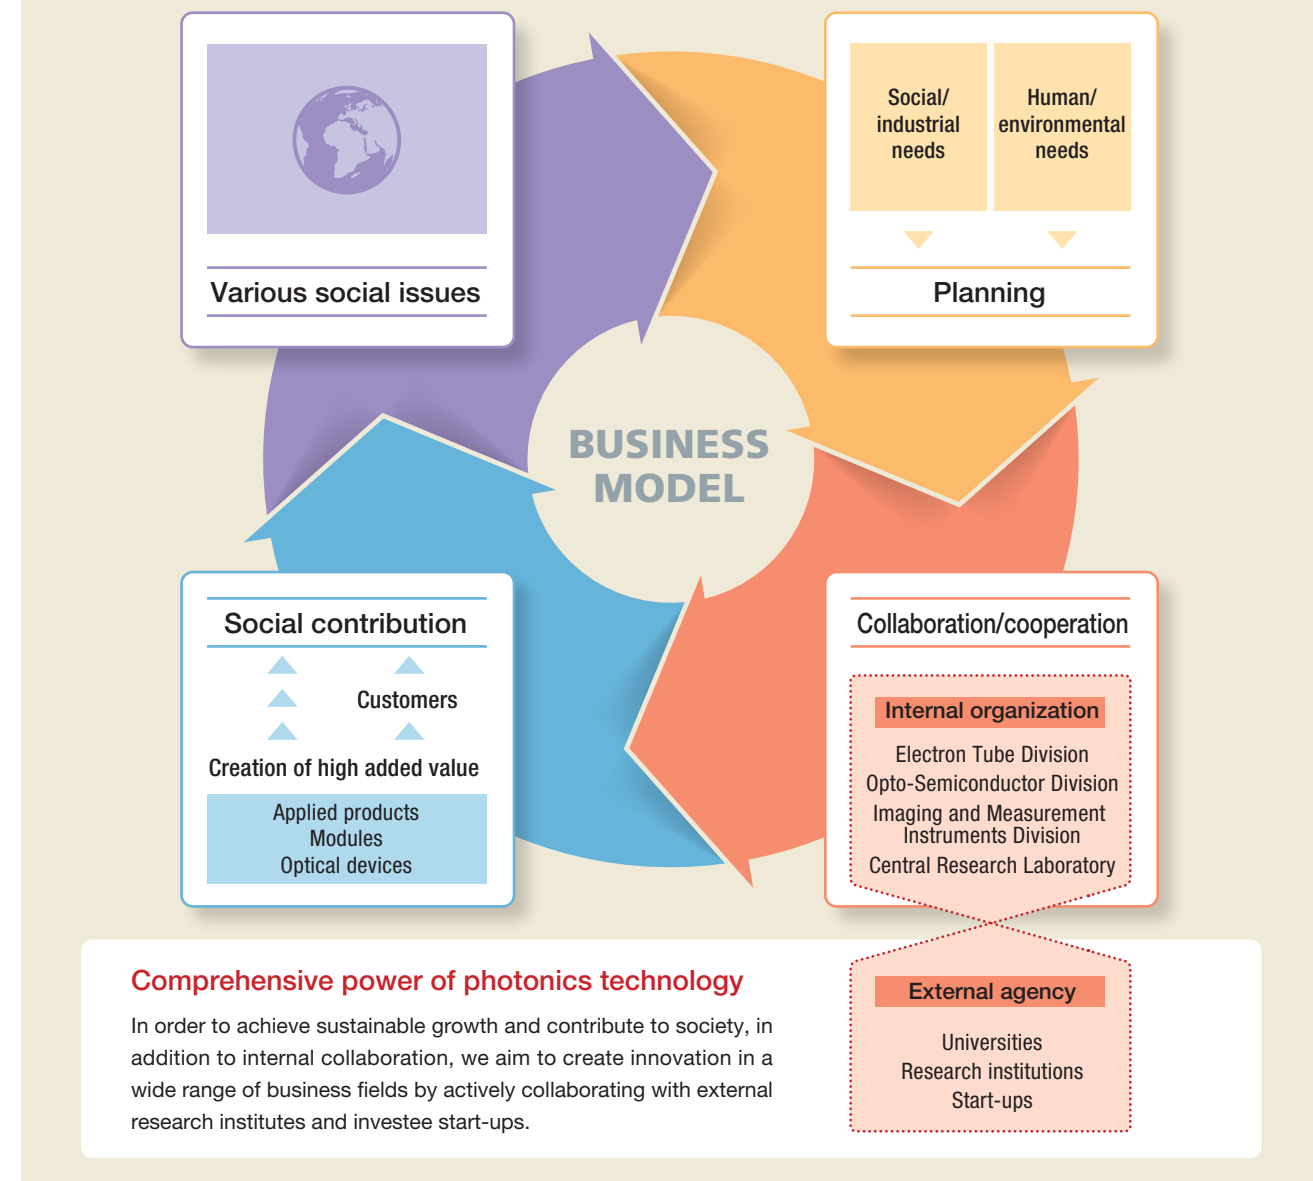 Various social issues
Social/
industrial
needs
Human/
environmental
needs
Planning
BUSINESS
MODEL
Social contribution
Customers
Creation of high added value
Applied products
Modules
Optical devices
Collaboration/cooperation
Internal organization
Electron Tube Division
Opto-Semiconductor Division
Imaging and Measurement
Instruments Division
Central Research Laboratory
External agency
Universities
Research institutions
Start-ups
Comprehensive power of photonics technology
In order to achieve sustainable growth and contribute to society, in
addition to internal collaboration, we aim to create innovation in a
wide range of business fields by actively collaborating with external
research institutes and investee start-ups.